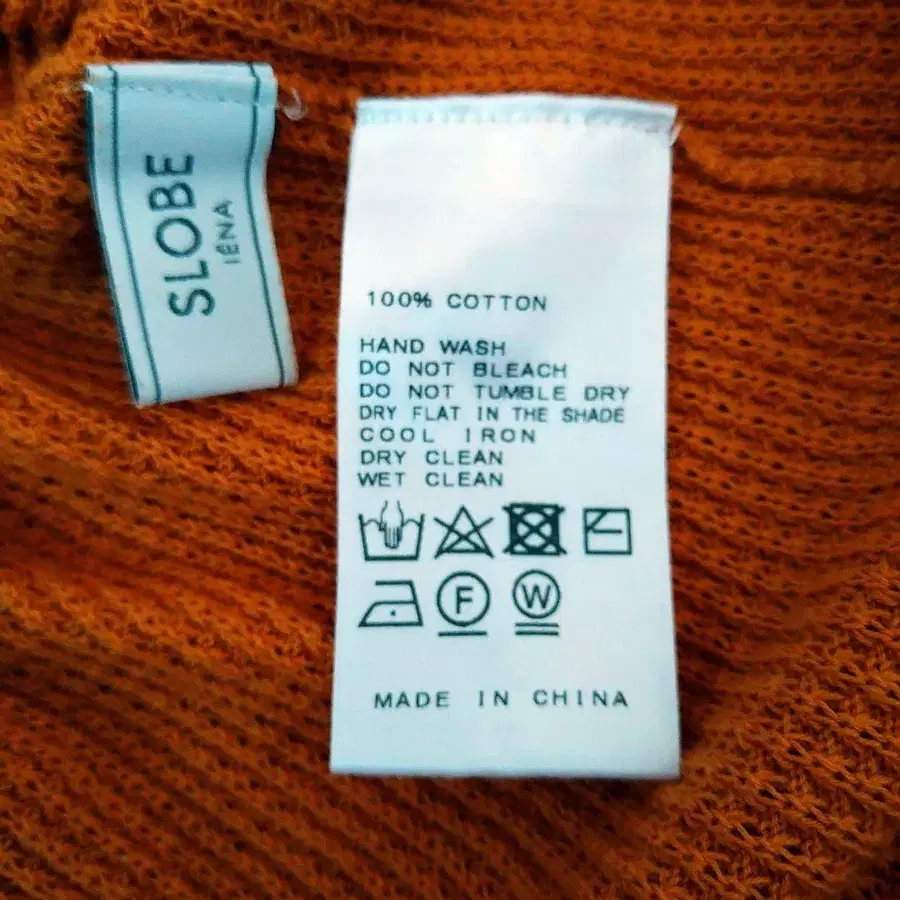 SLOBE
IÉNA
100% COTTON
HAND WASH
DO NOT BLEACH
DO NOT TUMBLE DRY
DRY FLAT IN THE SHADE
COOL IRON
DRY CLEAN
WET CLEAN
F
W
MADE IN CHINA